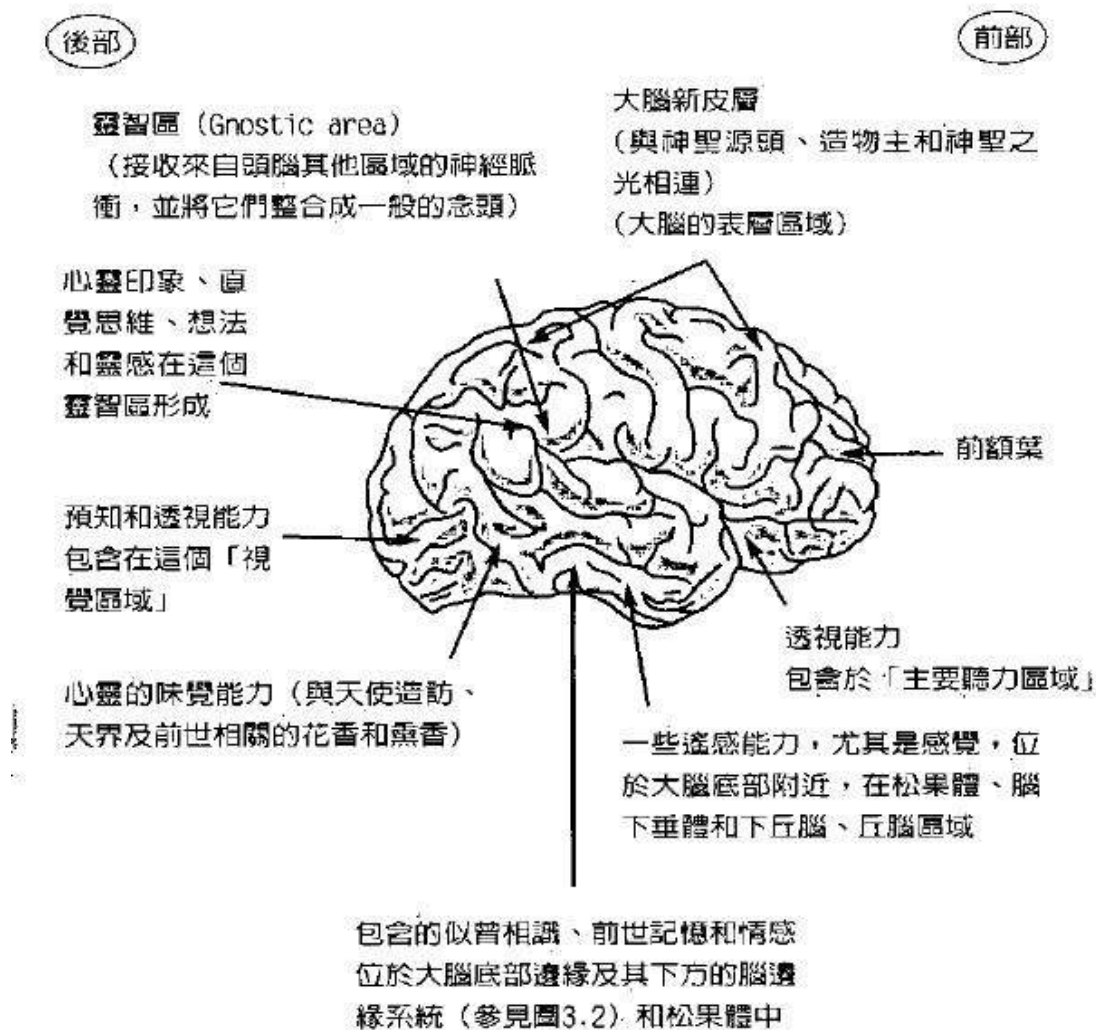 後部
前部
靈智區 (Gnostic area)
（接收來自頭腦其他區域的神經脈
衝，並將它們整合成一般的念頭）
大腦新皮層
（與神聖源頭、造物主和神聖之
光相連）
（大腦的表層區域）
心靈印象、直
覺思維、想法
和靈感在這個
靈智區形成
前額葉
預知和透視能力
包含在這個「視
覺區域」
透視能力
包含於「主要聽力區域」
心靈的味覺能力（與天使造訪、
天界及前世相關的花香和薰香）
一些遙感能力，尤其是感覺，位
於大腦底部附近，在松果體、腦
下垂體和下丘腦、丘腦區域
包含的似曾相識、前世記憶和情感
位於大腦底部邊緣及其下方的腦邊
緣系統（參見圖3.2）和松果體中